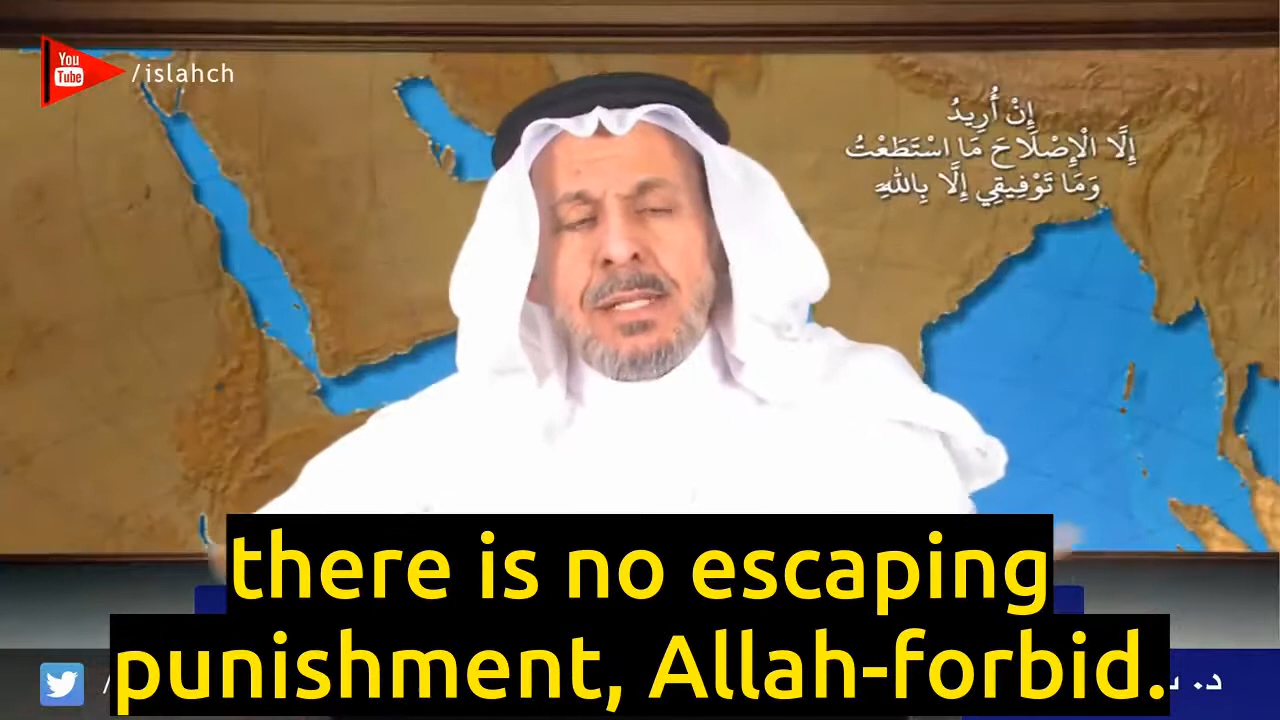 You
Tube
/islahch
إِنْ أُرِيدُ
إِلَّا الْإِصْلَاحَ مَا اسْتَطَعْتُ
وَمَا تَوْفِيقِي إِلَّا بِاللَّهِ
there is no escaping
punishment, Allah-forbid.
د.